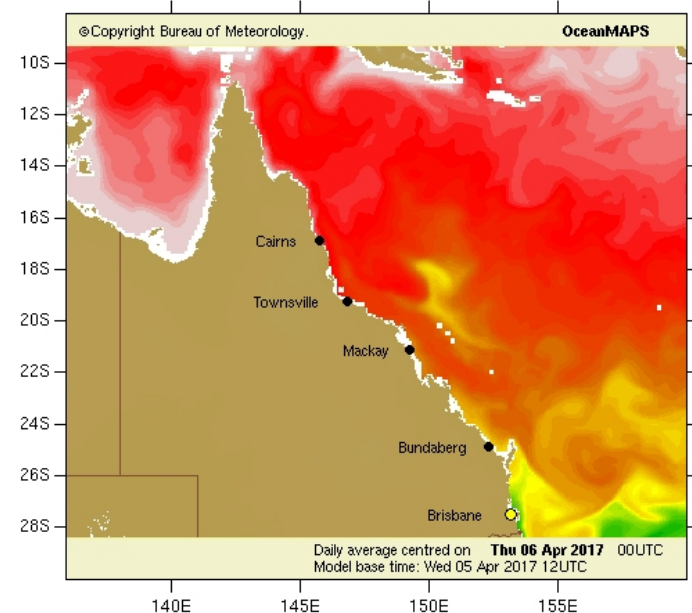 ©Copyright Bureau of Meteorology. OceanMAPS
10S
12S
14S
16S
Cairns
18S
Townsville
20S
Mackay
22S
24S
Bundaberg
26S
Brisbane
28S
Daily average centred on Thu 06 Apr 2017 00UTC
Model base time: Wed 05 Apr 2017 12UTC
140E 145E 150E 155E